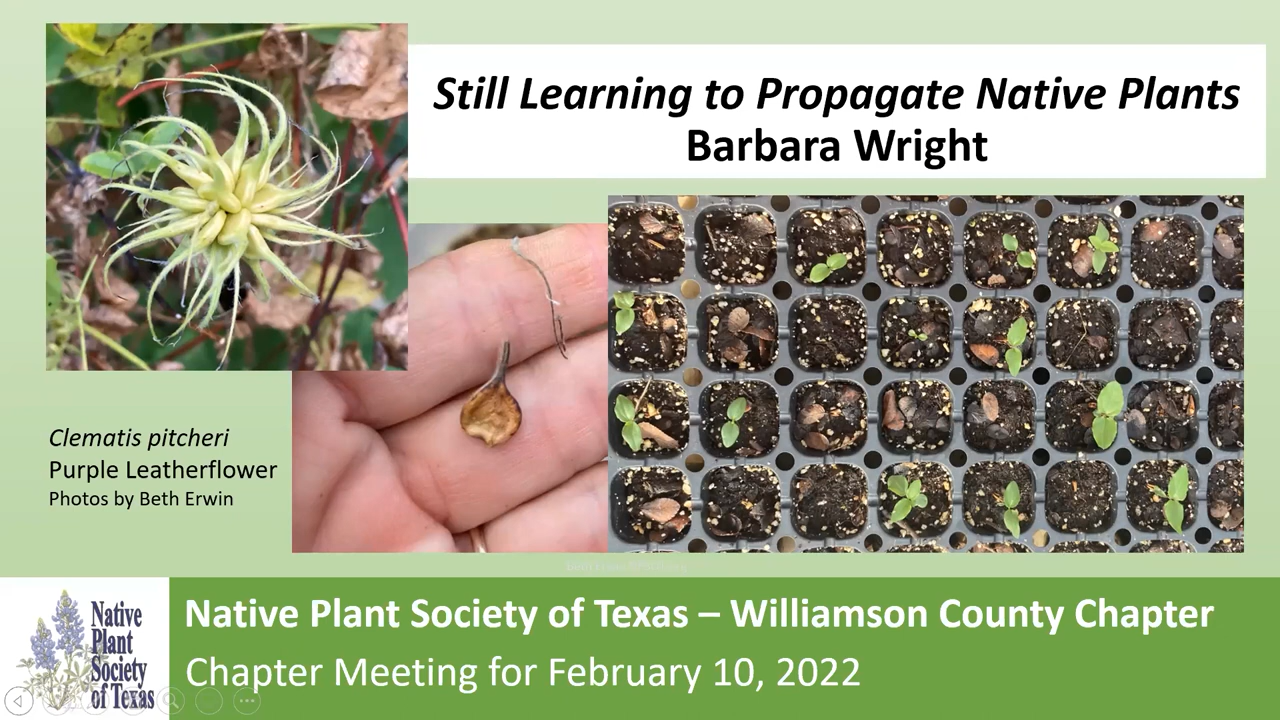 Still Learning to Propagate Native Plants
Barbara Wright
Clematis pitcheri
Purple Leatherflower
Photos by Beth Erwin
Native Plant Society of Texas – Williamson County Chapter
Chapter Meeting for February 10, 2022
Native
Plant
Society
of Texas